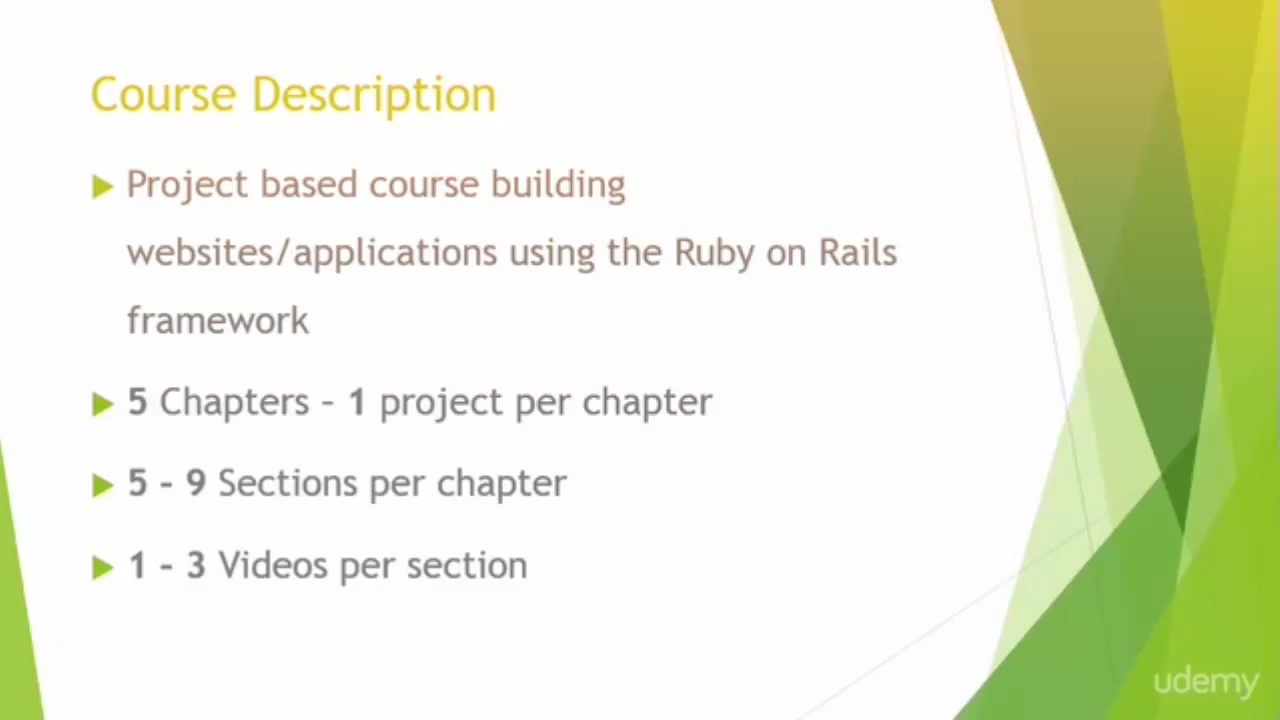 Course Description
Project based course building
websites/applications using the Ruby on Rails
framework
5 Chapters – 1 project per chapter
5 – 9 Sections per chapter
1 – 3 Videos per section
udemy